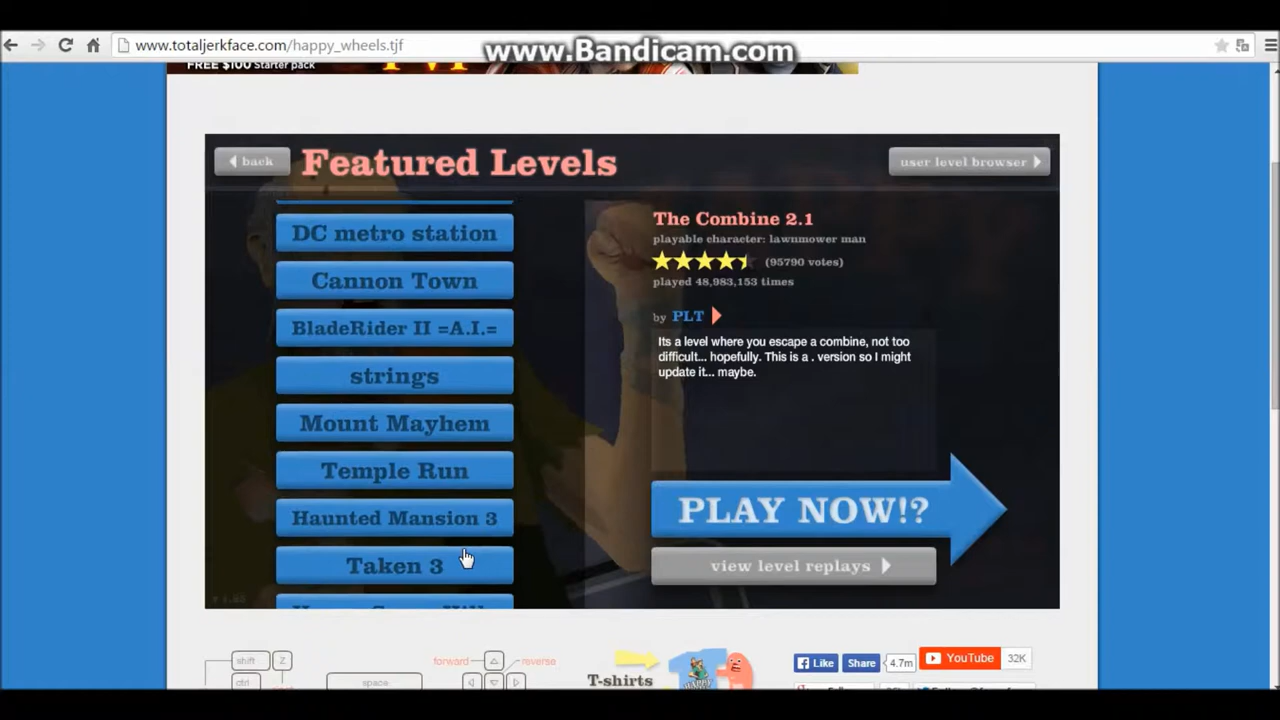 www.totaljerkface.com/happy_wheels.tjf
www.Bandicam.com
FREE $100 Starter pack
back
Featured Levels
user level browser
DC metro station
Cannon Town
BladeRider II =A.I.=
strings
Mount Mayhem
Temple Run
Haunted Mansion 3
Taken 3
The Combine 2.1
playable character: lawnmower man
(95790 votes)
played 48,983,153 times
by PLT
Its a level where you escape a combine, not too
difficult... hopefully. This is a . version so I might
update it... maybe.
PLAY NOW!?
view level replays
shift
Z
ctrl
space
forward
reverse
T-shirts
Like
Share
4.7m
YouTube
32K